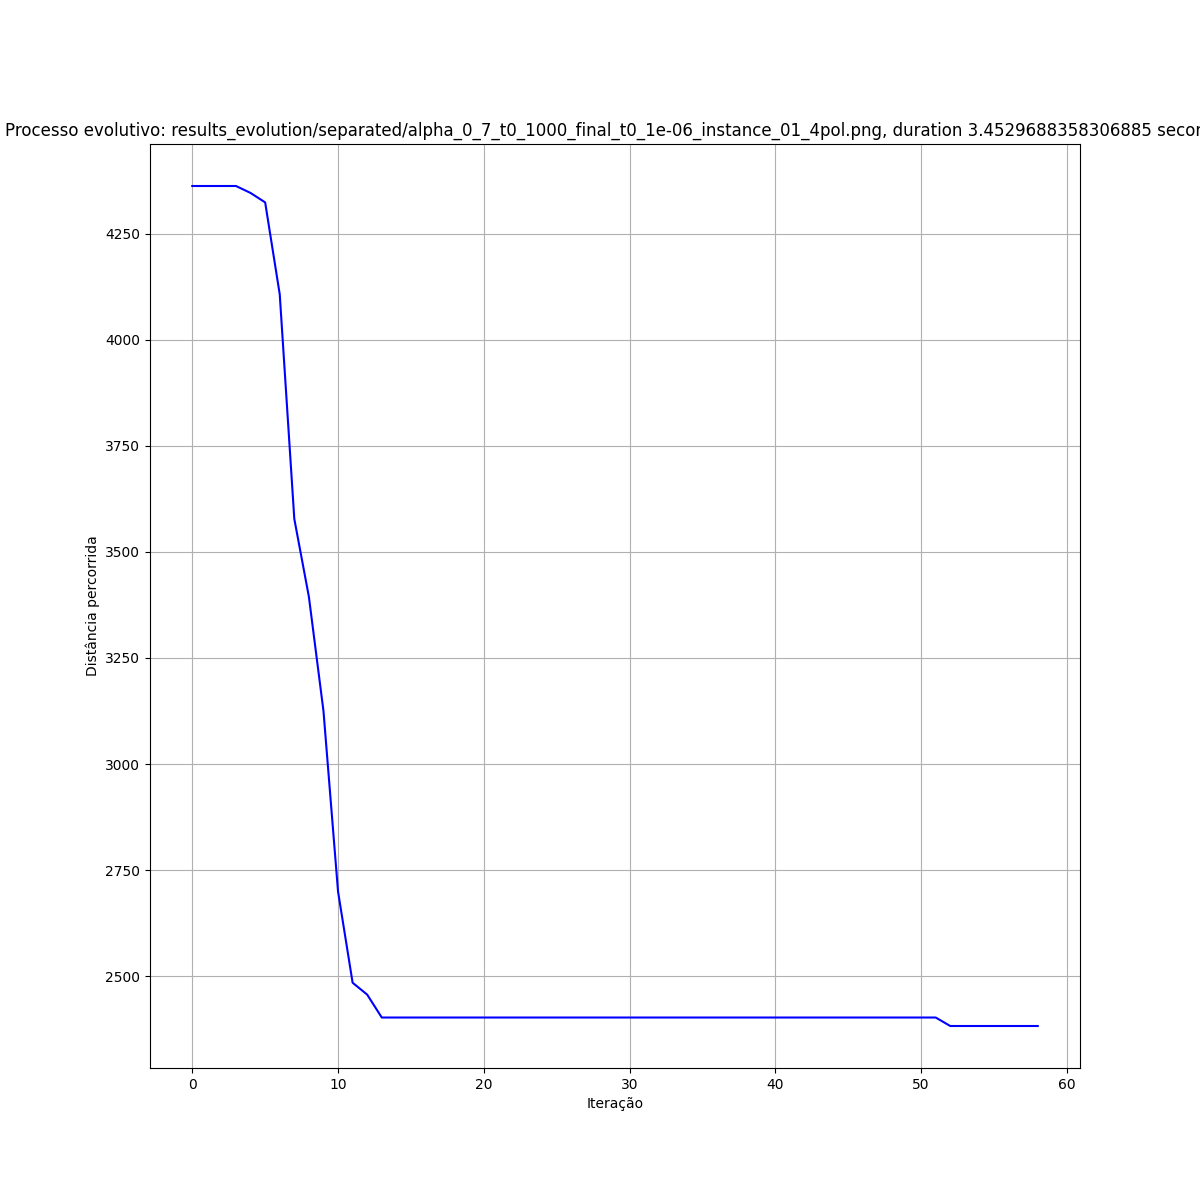 Processo evolutivo: results_evolution/separated/alpha_0_7_t0_1000_final_t0_1e-06_instance_01_4pol.png, duration 3.4529688358306885 secon
4250
4000
3750
3500
3250
3000
2750
2500
Distância percorrida
0 10 20 30 40 50 60
Iteração